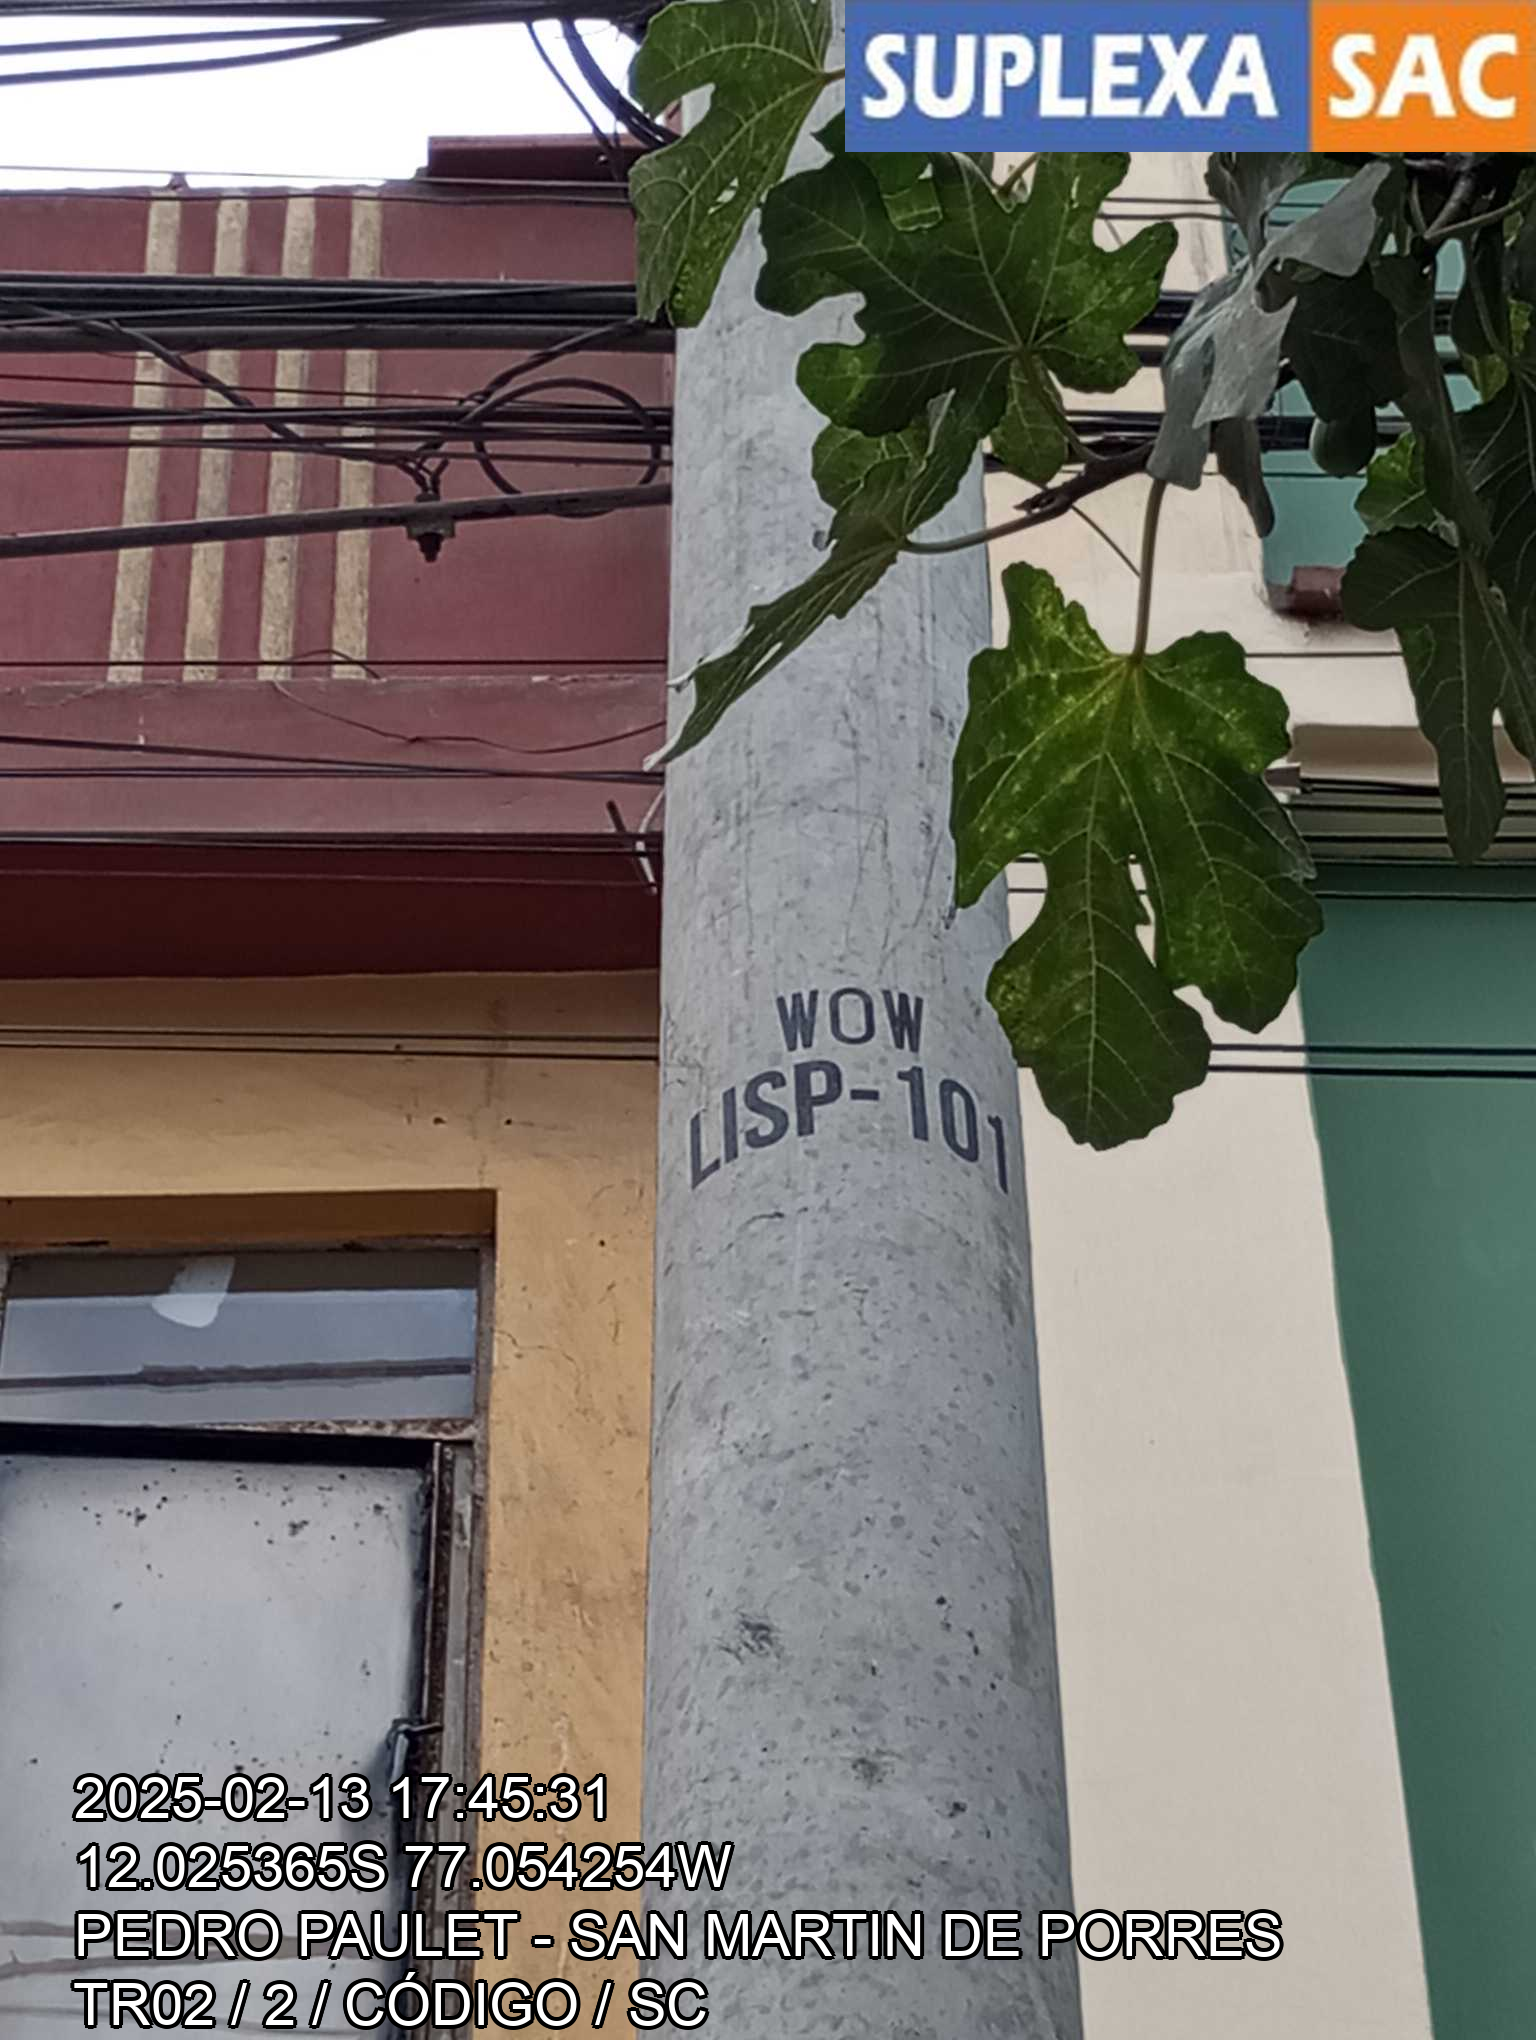 SUPLEXA SAC
WOW
LISP-101
2025-02-13 17:45:31
12.025365S 77.054254W
PEDRO PAULET - SAN MARTIN DE PORRES
TR02 / 2 / CÓDIGO / SC